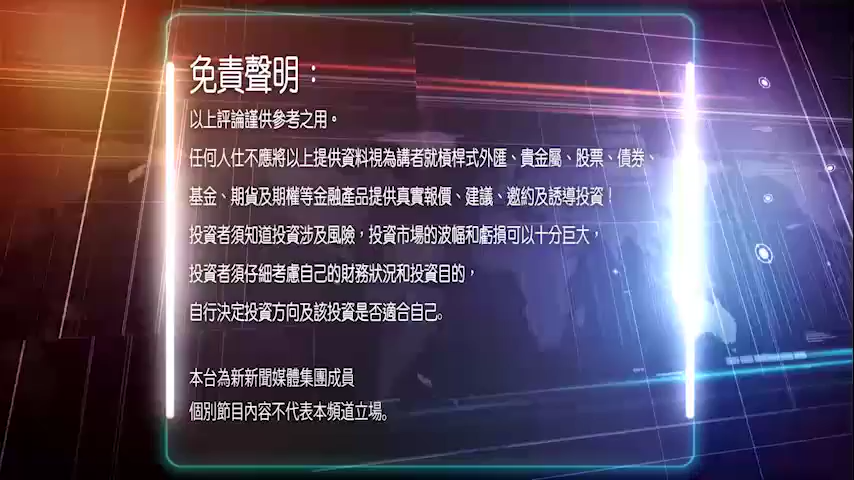 免責聲明：
以上評論謹供參考之用。
任何人仕不應將以上提供資料視為講者就槓桿式外匯、貴金屬、股票、債券、
基金、期貨及期權等金融產品提供真實報價、建議、邀約及誘導投資！
投資者須知道投資涉及風險，投資市場的波幅和虧損可以十分巨大，
投資者須仔細考慮自己的財務狀況和投資目的，
自行決定投資方向及該投資是否適合自己。
本台為新新聞媒體集團成員
個別節目內容不代表本頻道立場。